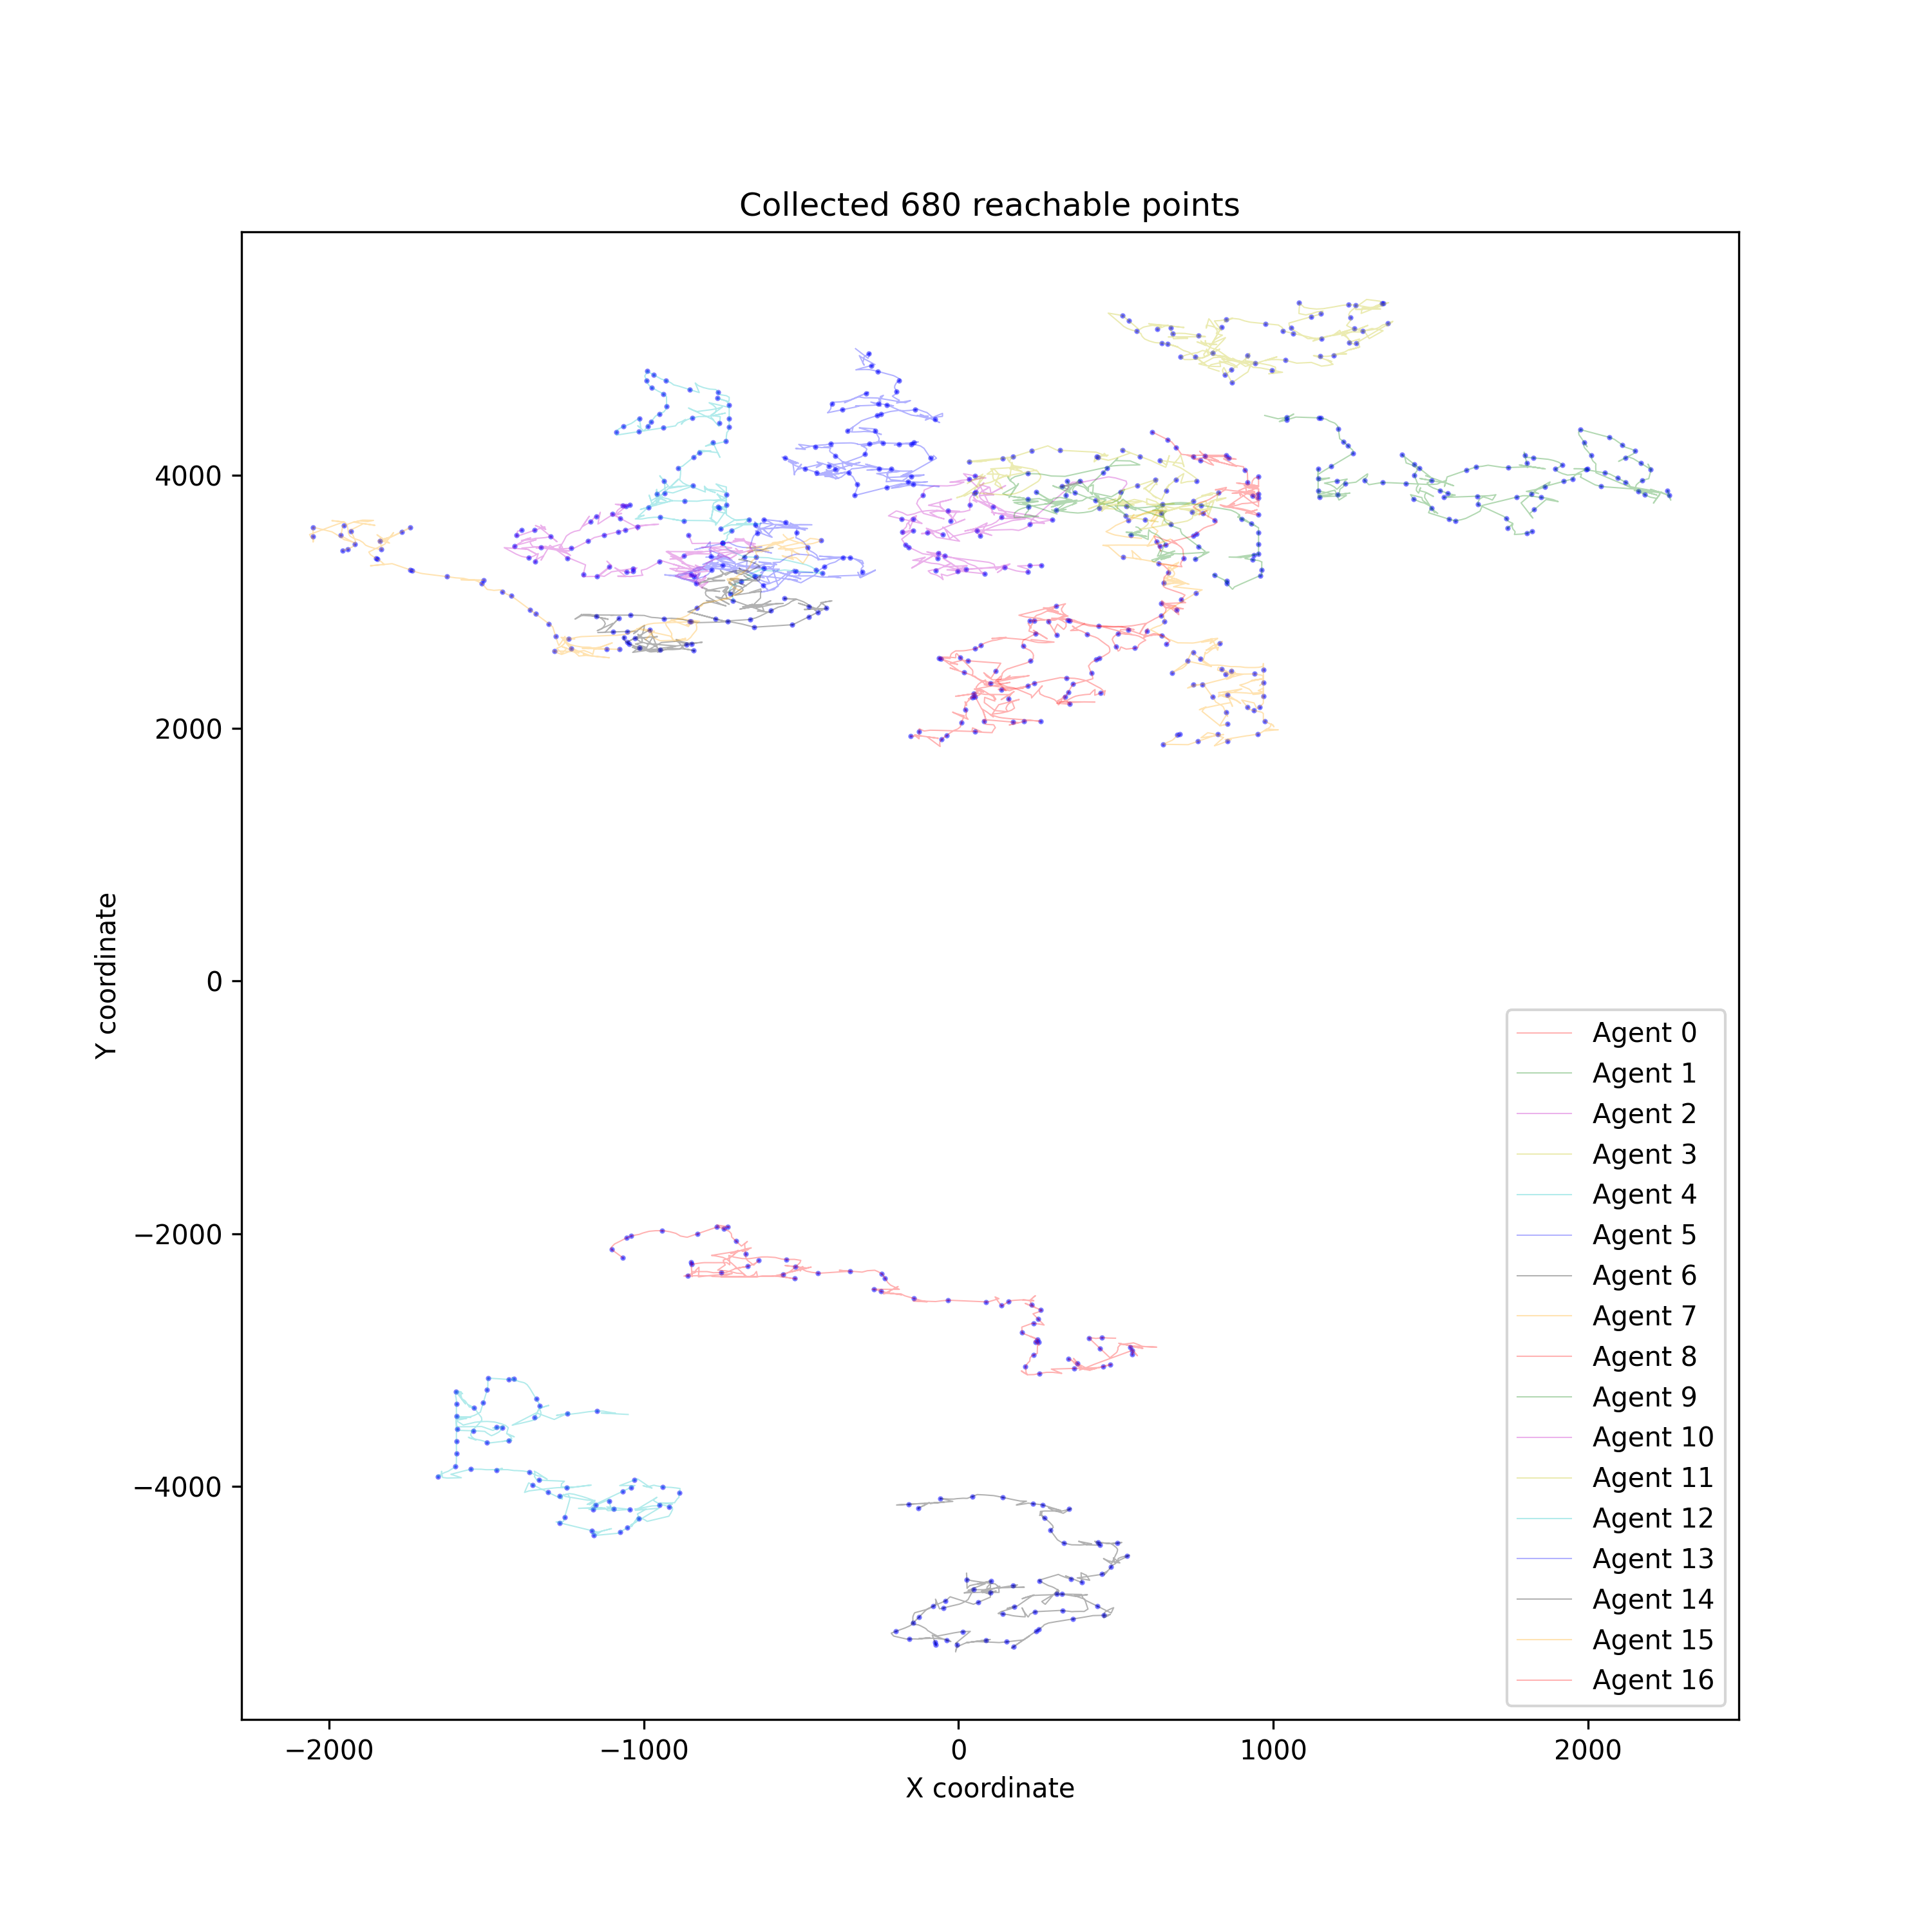 Collected 680 reachable points
4000
2000
0
−2000
−4000
Y coordinate
−2000
−1000
0
1000
2000
X coordinate
Agent 0
Agent 1
Agent 2
Agent 3
Agent 4
Agent 5
Agent 6
Agent 7
Agent 8
Agent 9
Agent 10
Agent 11
Agent 12
Agent 13
Agent 14
Agent 15
Agent 16